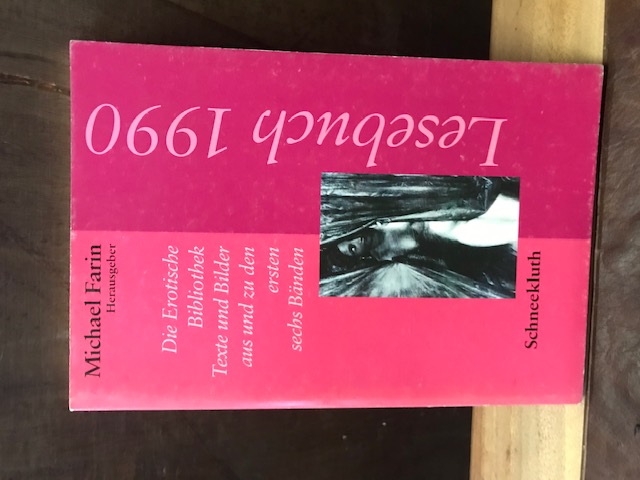 Michael Farin
Herausgeber
Die Erotische
Bibliothek
Texte und Bilder
aus und zu den
ersten
sechs Bänden
Lesebuch 1990
Schneekluth